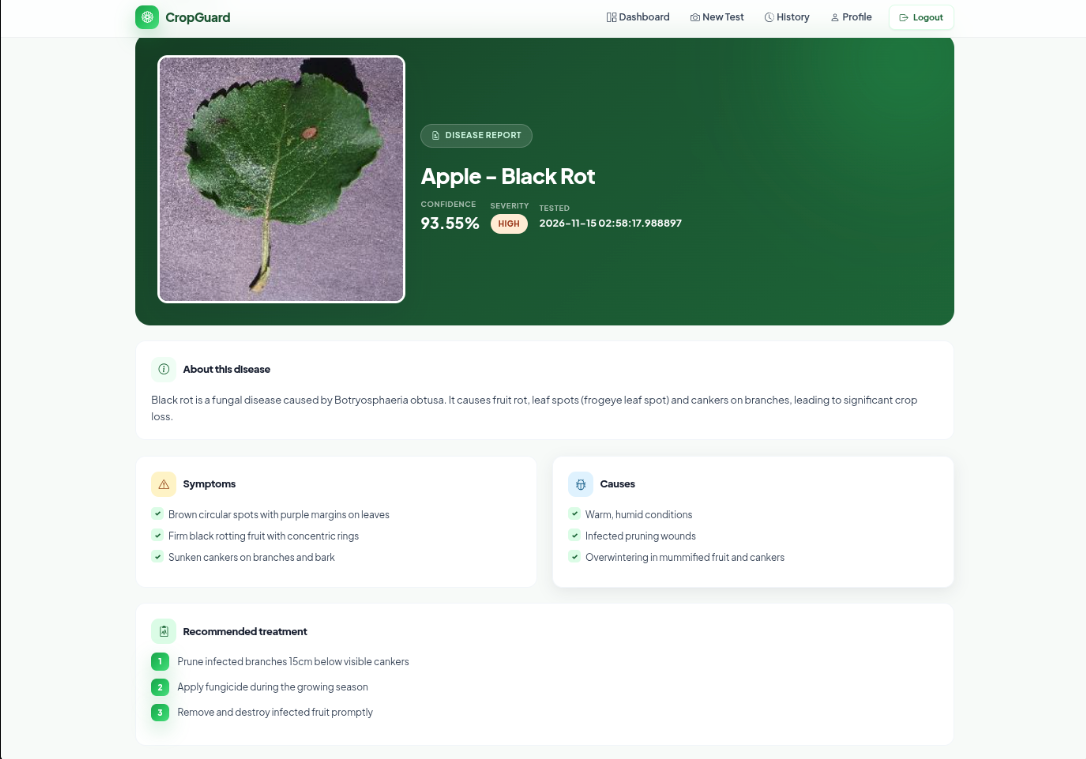 CropGuard
Dashboard
New Test
History
Profile
Logout
DISEASE REPORT
Apple – Black Rot
CONFIDENCE
93.55%
SEVERITY
HIGH
TESTED
2026-11-15 02:58:17.988897
About this disease
Black rot is a fungal disease caused by Botryosphaeria obtusa. It causes fruit rot, leaf spots (frogeye leaf spot) and cankers on branches, leading to significant crop
loss.
Symptoms
Brown circular spots with purple margins on leaves
Firm black rotting fruit with concentric rings
Sunken cankers on branches and bark
Causes
Warm, humid conditions
Infected pruning wounds
Overwintering in mummified fruit and cankers
Recommended treatment
1 Prune infected branches 15cm below visible cankers
2 Apply fungicide during the growing season
3 Remove and destroy infected fruit promptly